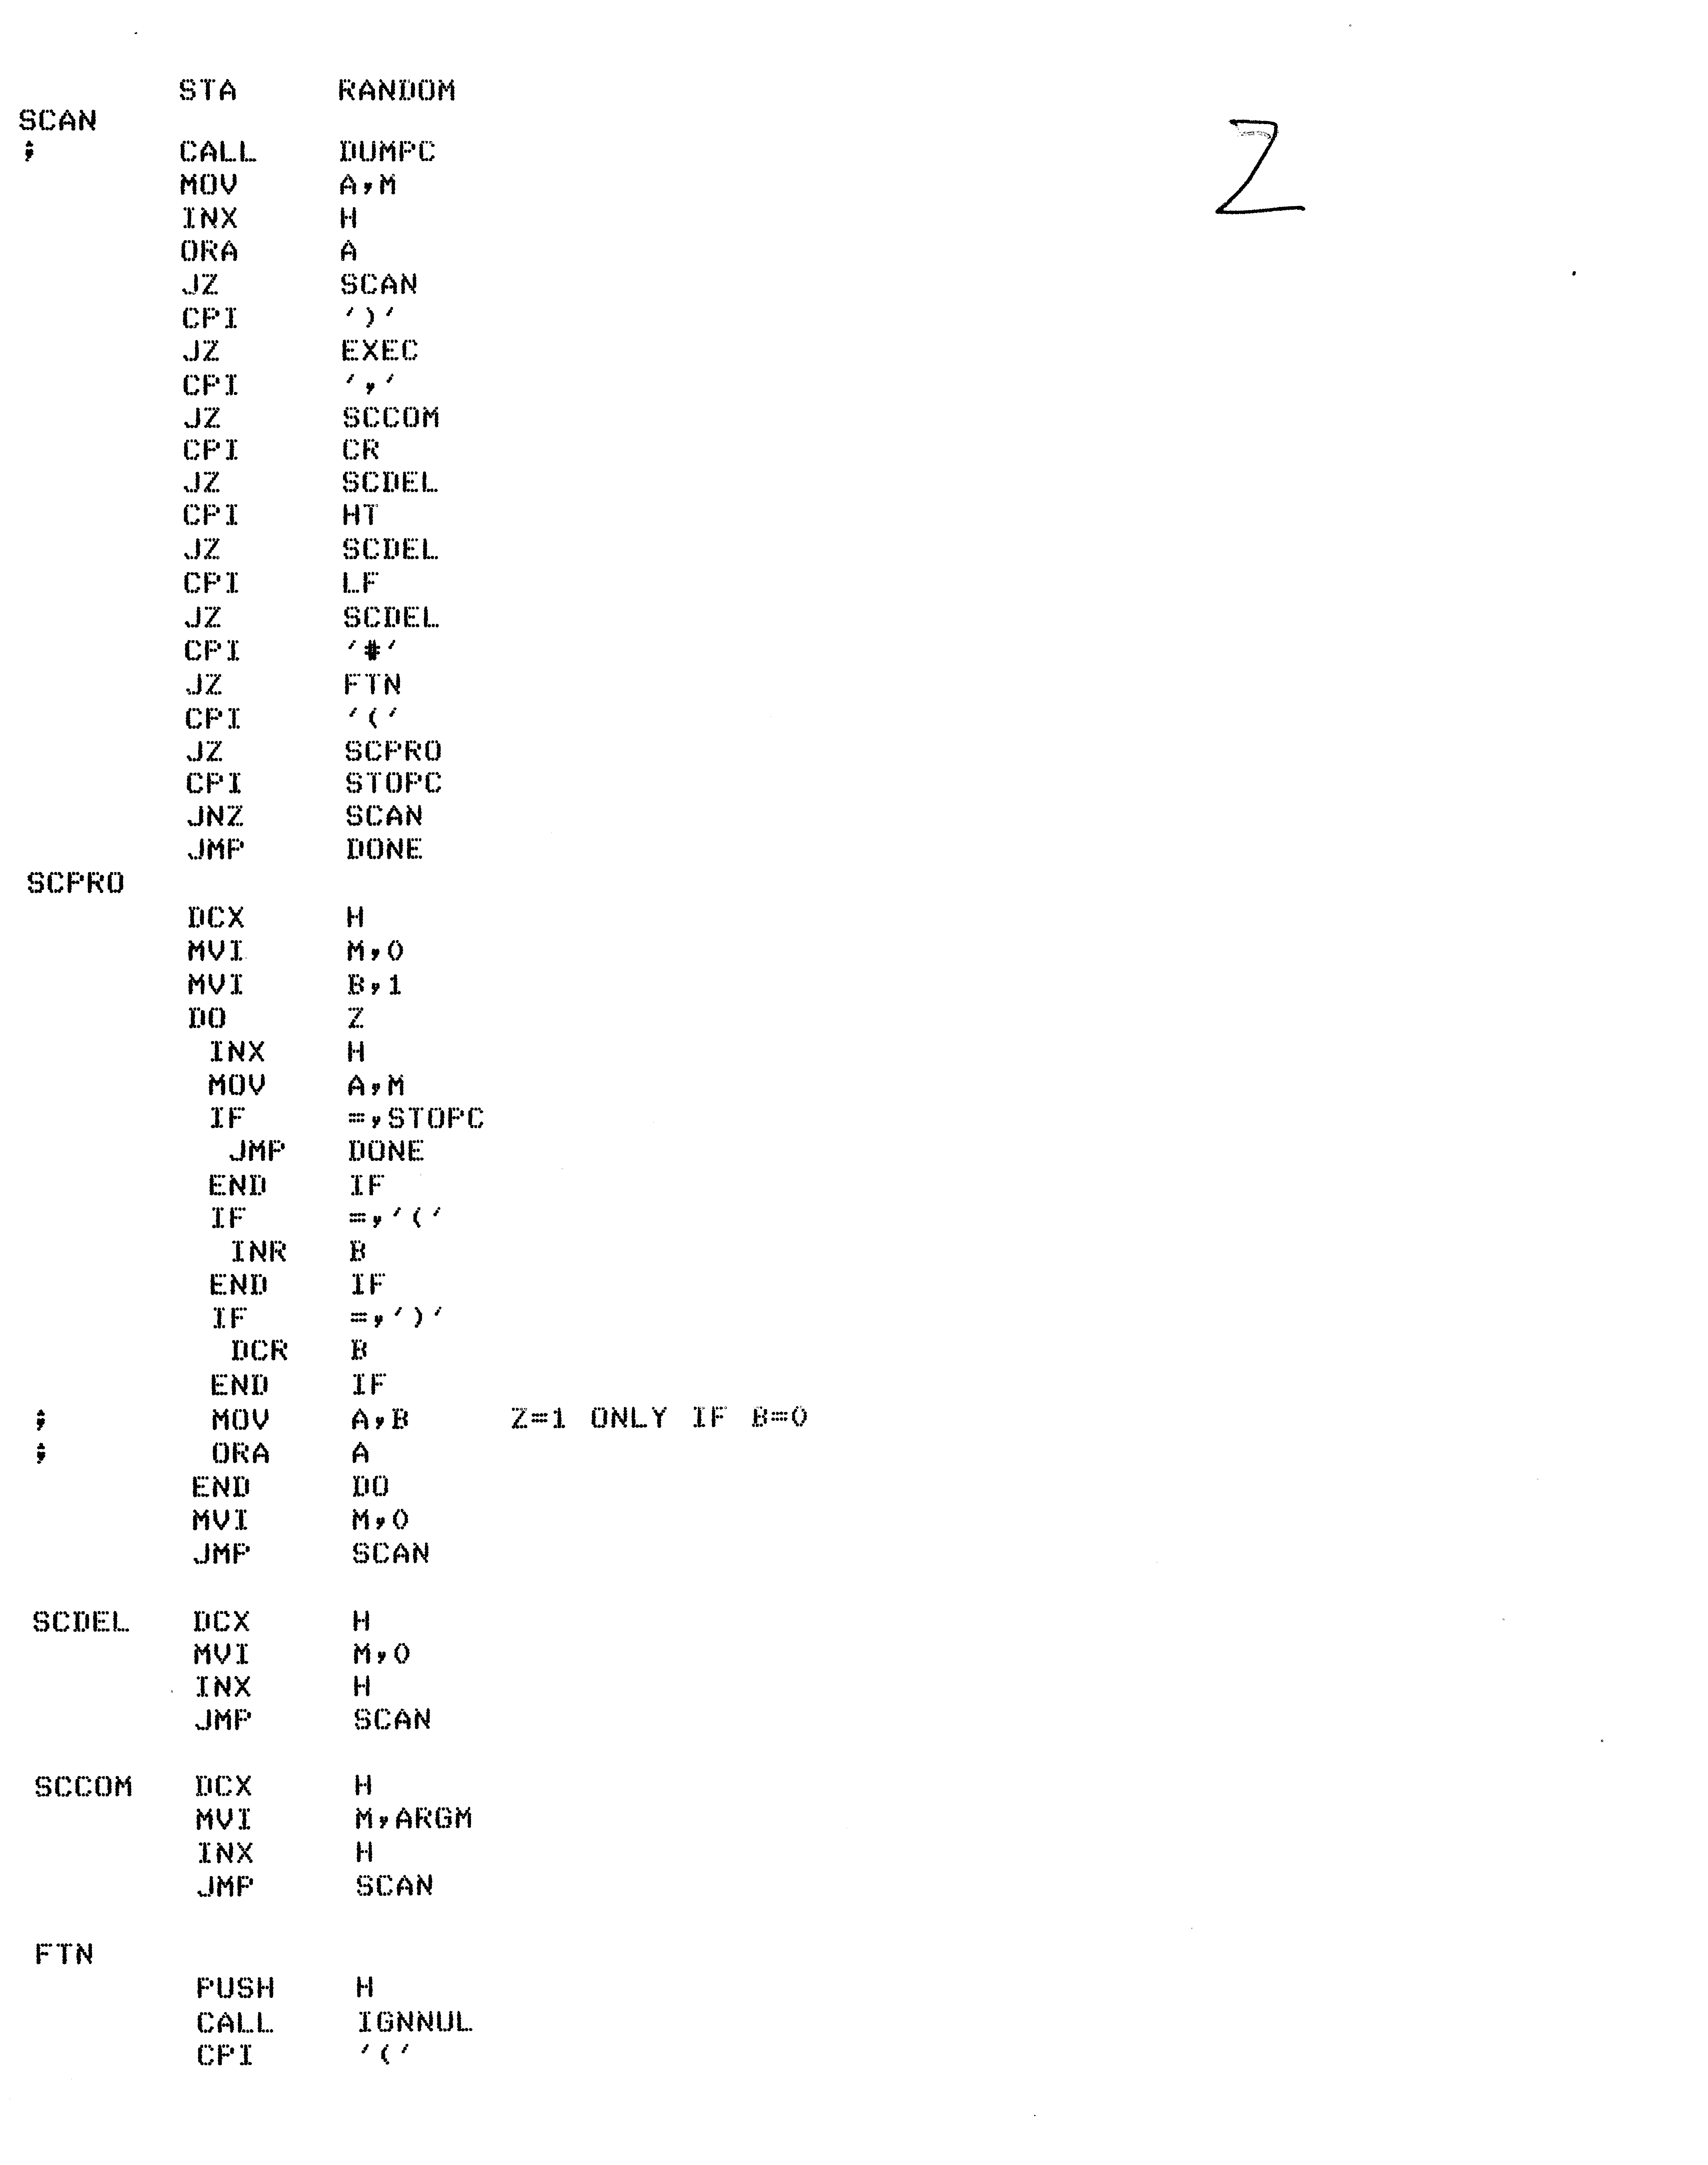 STA     RANDOM
SCAN
;       CALL    DUMPC
        MOV     A,M
        INX     H
        ORA     A
        JZ      SCAN
        CPI     ')'
        JZ      EXEC
        CPI     ','
        JZ      SCCOM
        CPI     CR
        JZ      SCDEL
        CPI     HT
        JZ      SCDEL
        CPI     LF
        JZ      SCDEL
        CPI     '#'
        JZ      FTN
        CPI     '('
        JZ      SCPRO
        CPI     STOPC
        JNZ     SCAN
        JMP     DONE
SCPRO
        DCX     H
        MVI     M,0
        MVI     B,1
        DO      Z
         INX    H
         MOV    A,M
         IF     =,STOPC
          JMP   DONE
         END    IF
         IF     =,'('
          INR   B
         END    IF
         IF     =,')'
          DCR   B
         END    IF
;        MOV    A,B     Z=1 ONLY IF B=0
;        ORA    A
        END     DO
        MVI     M,0
        JMP     SCAN
SCDEL   DCX     H
        MVI     M,0
        INX     H
        JMP     SCAN
SCCOM   DCX     H
        MVI     M,ARGM
        INX     H
        JMP     SCAN
FTN
        PUSH    H
        CALL    IGNNUL
        CPI     '('
2